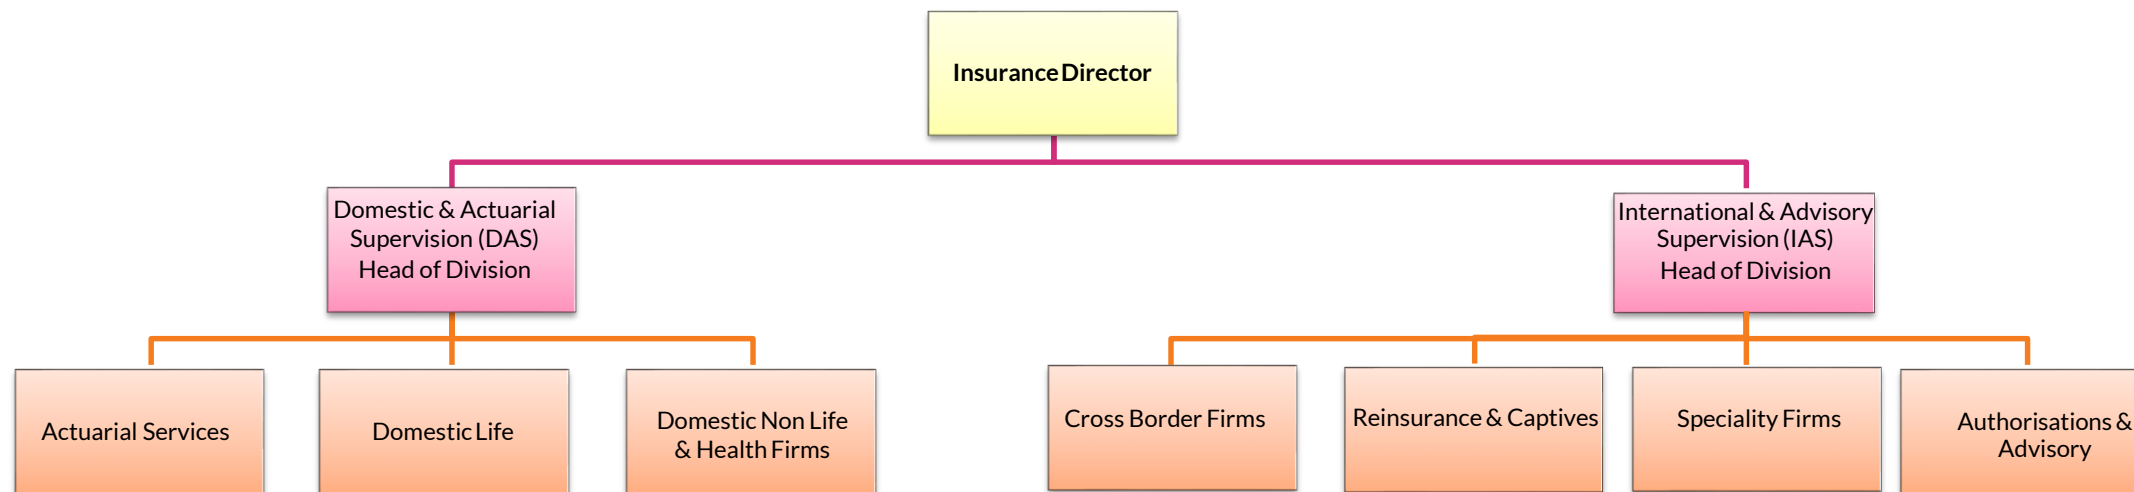 Insurance Director
Domestic & Actuarial
Supervision (DAS)
Head of Division
International & Advisory
Supervision (IAS)
Head of Division
Actuarial Services
Domestic Life
Domestic Non Life
& Health Firms
Cross Border Firms
Reinsurance & Captives
Speciality Firms
Authorisations &
Advisory